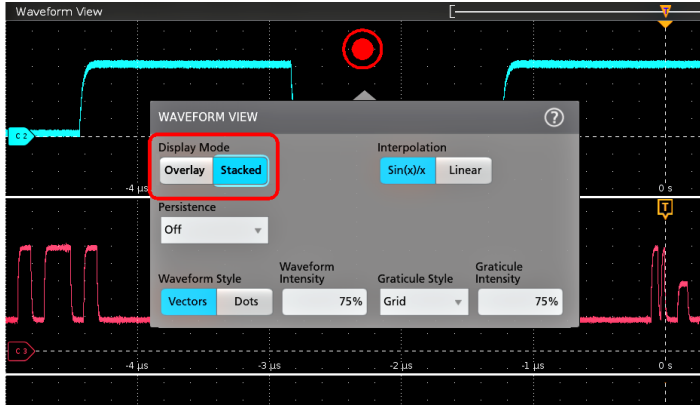 Waveform View
T
C 2
WAVEFORM VIEW
?
Display Mode
Interpolation
Overlay Stacked
Sin(x)/x Linear
-4 µs
0 s
Persistence
T
Off
Waveform Style
Waveform Intensity
Graticule Style
Graticule Intensity
Vectors Dots
75%
Grid
75%
C 3
-4 µs
-3 µs
-2 µs
-1 µs
0 s